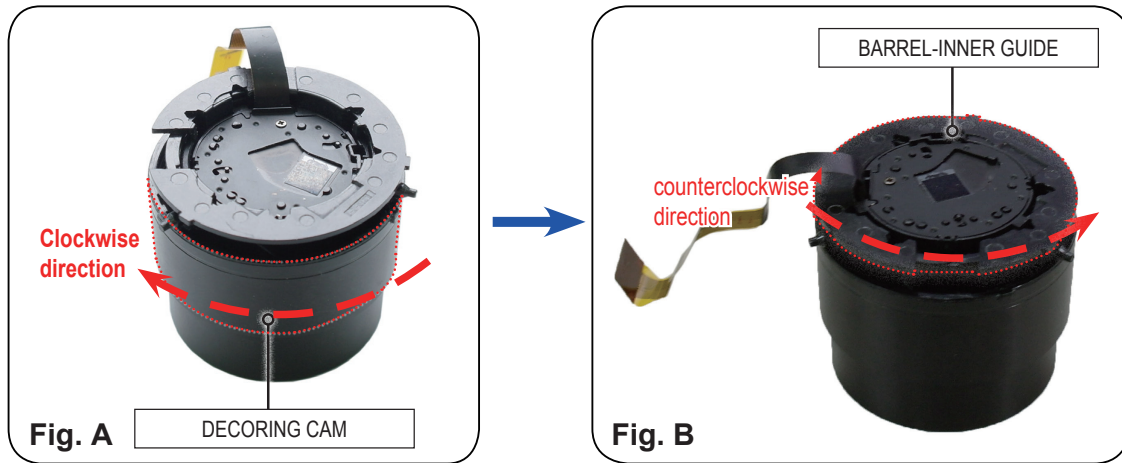 Clockwise
direction
DECORING CAM
Fig. A
BARREL-INNER GUIDE
counterclockwise
direction
Fig. B